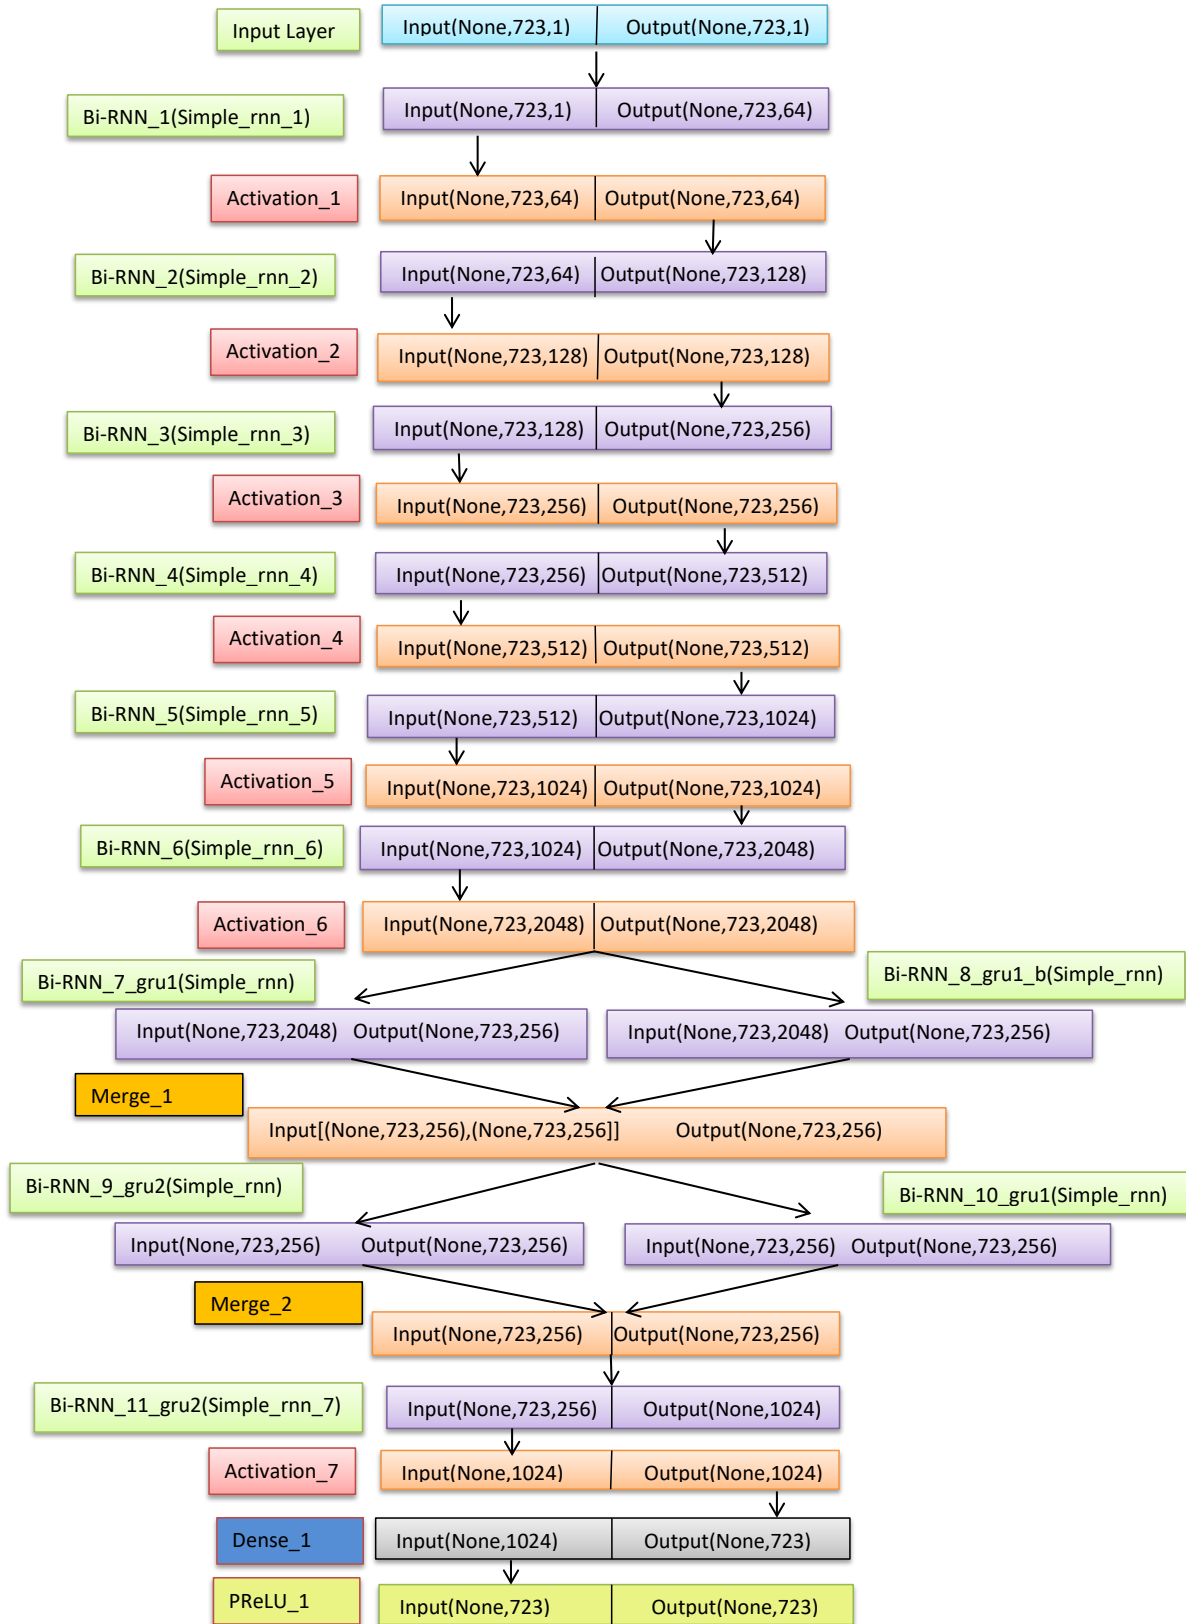 Input Layer
Input(None,723,1) Output(None,723,1)
Bi-RNN_1(Simple_rnn_1)
Input(None,723,1) Output(None,723,64)
Activation_1
Input(None,723,64) Output(None,723,64)
Bi-RNN_2(Simple_rnn_2)
Input(None,723,64) Output(None,723,128)
Activation_2
Input(None,723,128) Output(None,723,128)
Bi-RNN_3(Simple_rnn_3)
Input(None,723,128) Output(None,723,256)
Activation_3
Input(None,723,256) Output(None,723,256)
Bi-RNN_4(Simple_rnn_4)
Input(None,723,256) Output(None,723,512)
Activation_4
Input(None,723,512) Output(None,723,512)
Bi-RNN_5(Simple_rnn_5)
Input(None,723,512) Output(None,723,1024)
Activation_5
Input(None,723,1024) Output(None,723,1024)
Bi-RNN_6(Simple_rnn_6)
Input(None,723,1024) Output(None,723,2048)
Activation_6
Input(None,723,2048) Output(None,723,2048)
Bi-RNN_7_gru1(Simple_rnn)
Bi-RNN_8_gru1_b(Simple_rnn)
Input(None,723,2048) Output(None,723,256)
Input(None,723,2048) Output(None,723,256)
Merge_1
Input[(None,723,256),(None,723,256]] Output(None,723,256)
Bi-RNN_9_gru2(Simple_rnn)
Bi-RNN_10_gru1(Simple_rnn)
Input(None,723,256) Output(None,723,256)
Input(None,723,256) Output(None,723,256)
Merge_2
Input(None,723,256) Output(None,723,256)
Bi-RNN_11_gru2(Simple_rnn_7)
Input(None,723,256) Output(None,1024)
Activation_7
Input(None,1024) Output(None,1024)
Dense_1
Input(None,1024) Output(None,723)
PReLU_1
Input(None,723) Output(None,723)